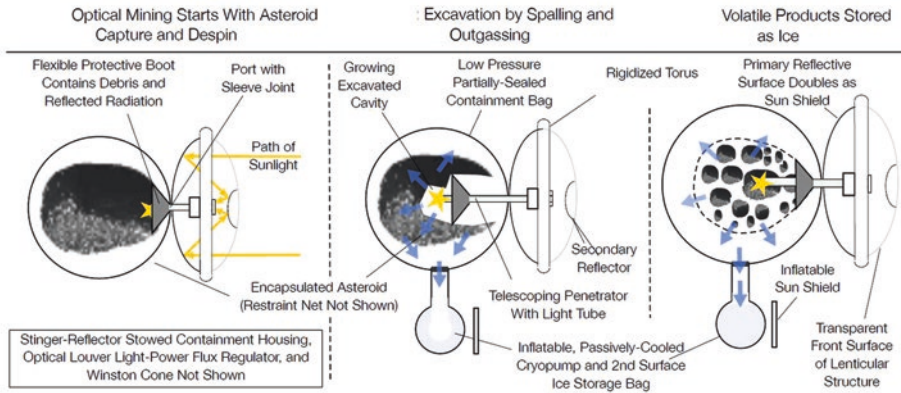 Optical Mining Starts With Asteroid
Capture and Despin
: Excavation by Spalling and
Outgassing
Volatile Products Stored
as Ice
Flexible Protective Boot
Contains Debris and
Reflected Radiation
Port with
Sleeve Joint
Path of
Sunlight
Growing
Excavated
Cavity
Low Pressure
Partially-Sealed
Containment Bag
Rigidized Torus
Primary Reflective
Surface Doubles as
Sun Shield
Encapsulated Asteroid
(Restraint Net Not Shown)
Secondary
Reflector
Telescoping Penetrator
With Light Tube
Inflatable
Sun Shield
Stinger-Reflector Stowed Containment Housing,
Optical Louver Light-Power Flux Regulator, and
Winston Cone Not Shown
Inflatable, Passively-Cooled
Cryopump and 2nd Surface
Ice Storage Bag
Transparent
Front Surface
of Lenticular
Structure